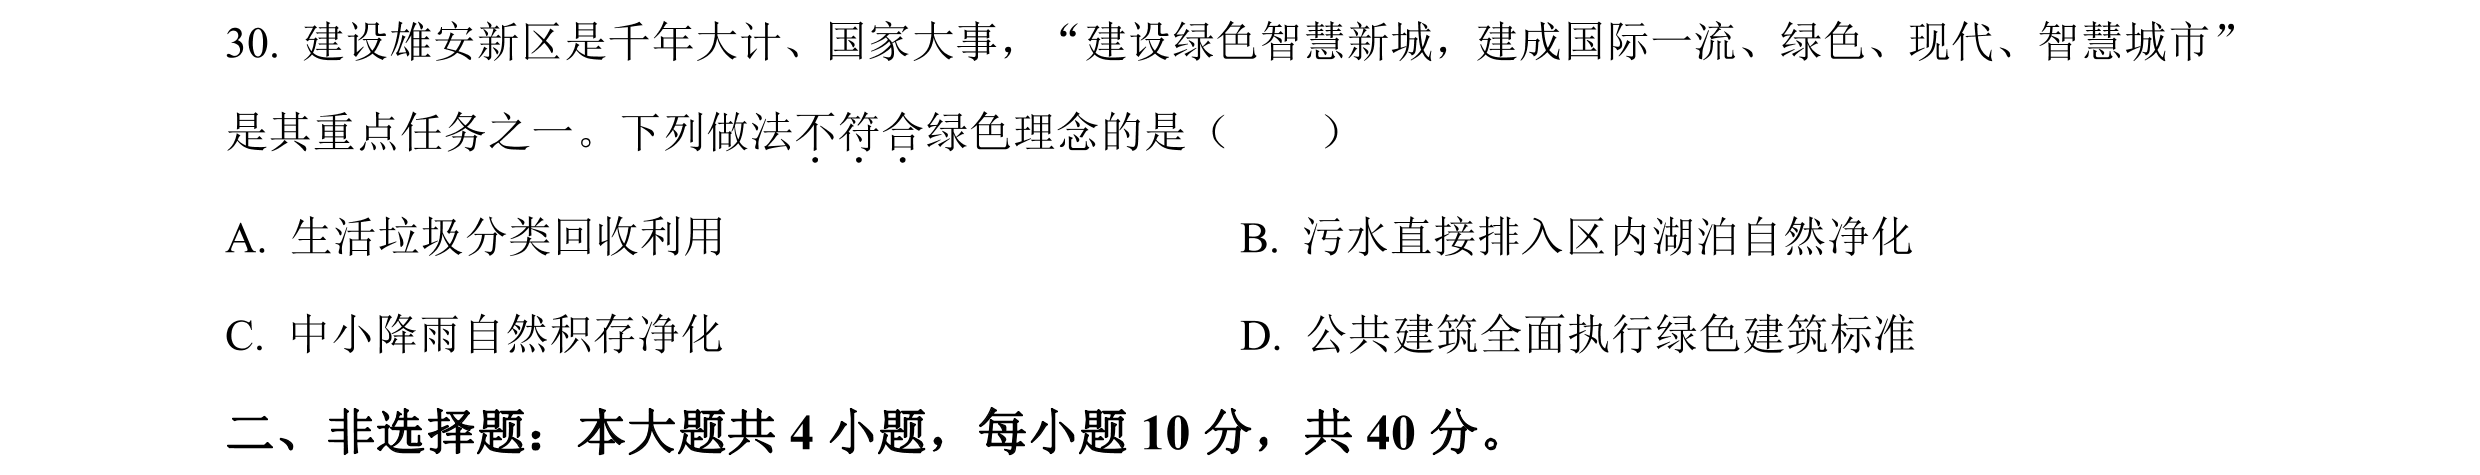 30. 建设雄安新区是千年大计、国家大事，“建设绿色智慧新城，建成国际一流、绿色、现代、智慧城市”
是其重点任务之一。下列做法不符合绿色理念的是（　　）
A. 生活垃圾分类回收利用　　B. 污水直接排入区内湖泊自然净化
C. 中小降雨自然积存净化　　D. 公共建筑全面执行绿色建筑标准
二、非选择题：本大题共 4 小题，每小题 10 分，共 40 分。